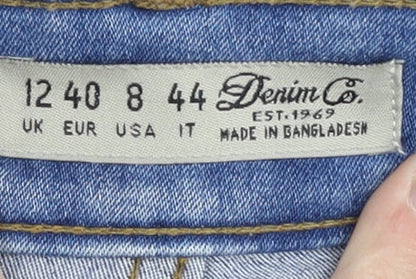 12 40 8 44 Denim Co.
EST. 1969
UK EUR USA IT MADE IN BANGLADESH